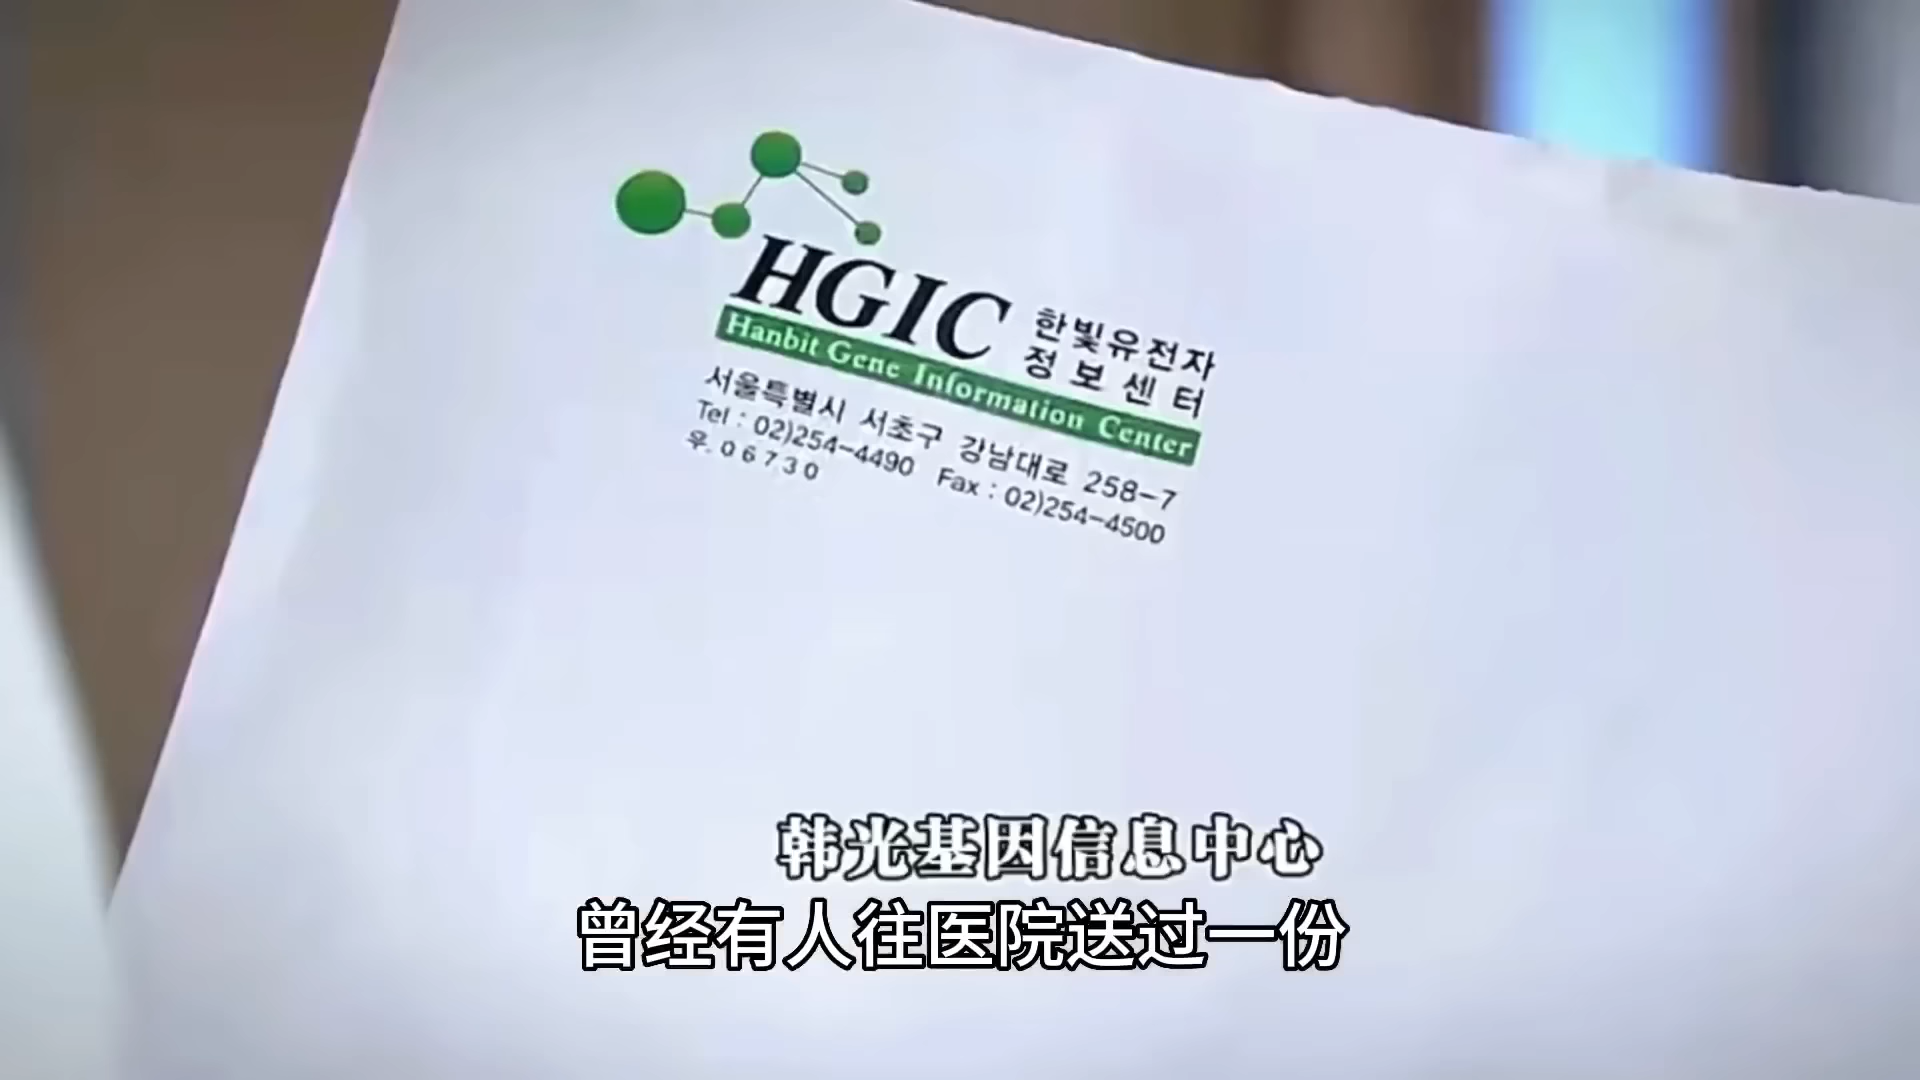 HGIC
한빛유전자
정보센터
Hanbit Gene Information Center
서울특별시 서초구 강남대로 258-7
Tel : 02)254-4490 Fax : 02)254-4500
우. 06730
韩光基因信息中心
曾经有人往医院送过一份